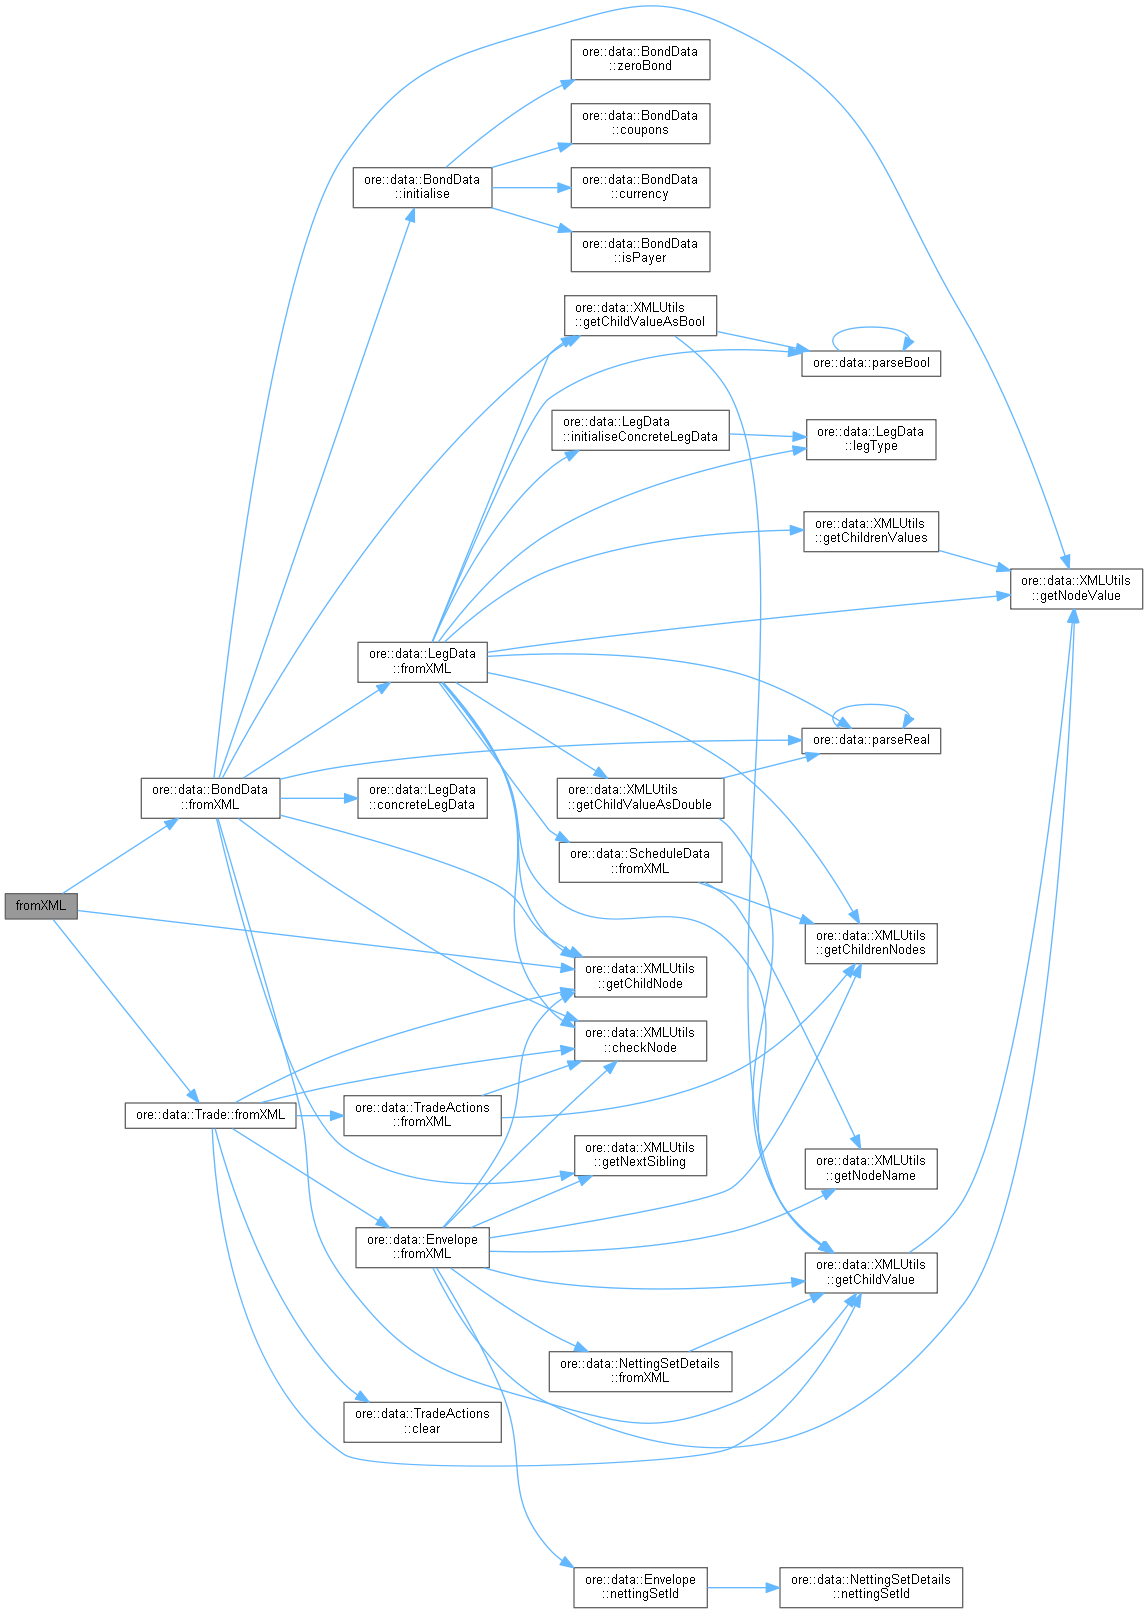 ore::data::BondData
::zeroBond
ore::data::BondData
::coupons
ore::data::BondData
::initialise
ore::data::BondData
::currency
ore::data::BondData
::isPayer
ore::data::XMLUtils
::getChildValueAsBool
ore::data::parseBool
ore::data::LegData
::initialiseConcreteLegData
ore::data::LegData
::legType
ore::data::XMLUtils
::getChildrenValues
ore::data::XMLUtils
::getNodeValue
ore::data::LegData
::fromXML
ore::data::parseReal
ore::data::BondData
::fromXML
ore::data::LegData
::concreteLegData
ore::data::XMLUtils
::getChildValueAsDouble
ore::data::ScheduleData
::fromXML
fromXML
ore::data::XMLUtils
::getChildrenNodes
ore::data::XMLUtils
::getChildNode
ore::data::XMLUtils
::checkNode
ore::data::Trade::fromXML
ore::data::TradeActions
::fromXML
ore::data::XMLUtils
::getNextSibling
ore::data::XMLUtils
::getNodeName
ore::data::Envelope
::fromXML
ore::data::XMLUtils
::getChildValue
ore::data::NettingSetDetails
::fromXML
ore::data::TradeActions
::clear
ore::data::Envelope
::nettingSetId
ore::data::NettingSetDetails
::nettingSetId